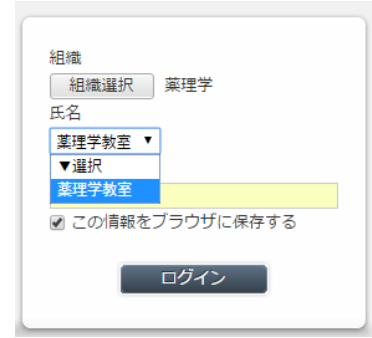 組織
組織選択 薬理学
氏名
薬理学教室 ▼
▼選択
薬理学教室
この情報をブラウザに保存する
ログイン